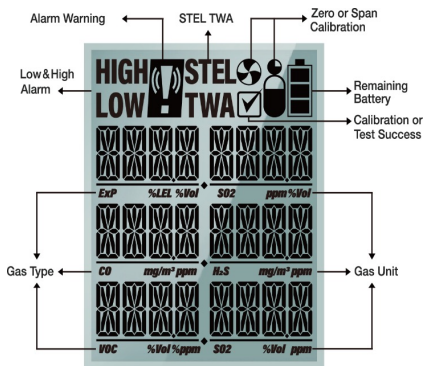 Alarm Warning
STEL TWA
Zero or Span
Calibration
Low & High
Alarm
HIGH
STEL
LOW
TWA
Remaining
Battery
Calibration or
Test Success
ExP %LEL %Vol SO2 ppm %Vol
Gas Type
CO mg/m³ ppm H₂S mg/m³ ppm
Gas Unit
VOC %Vol %ppm SO2 %Vol ppm